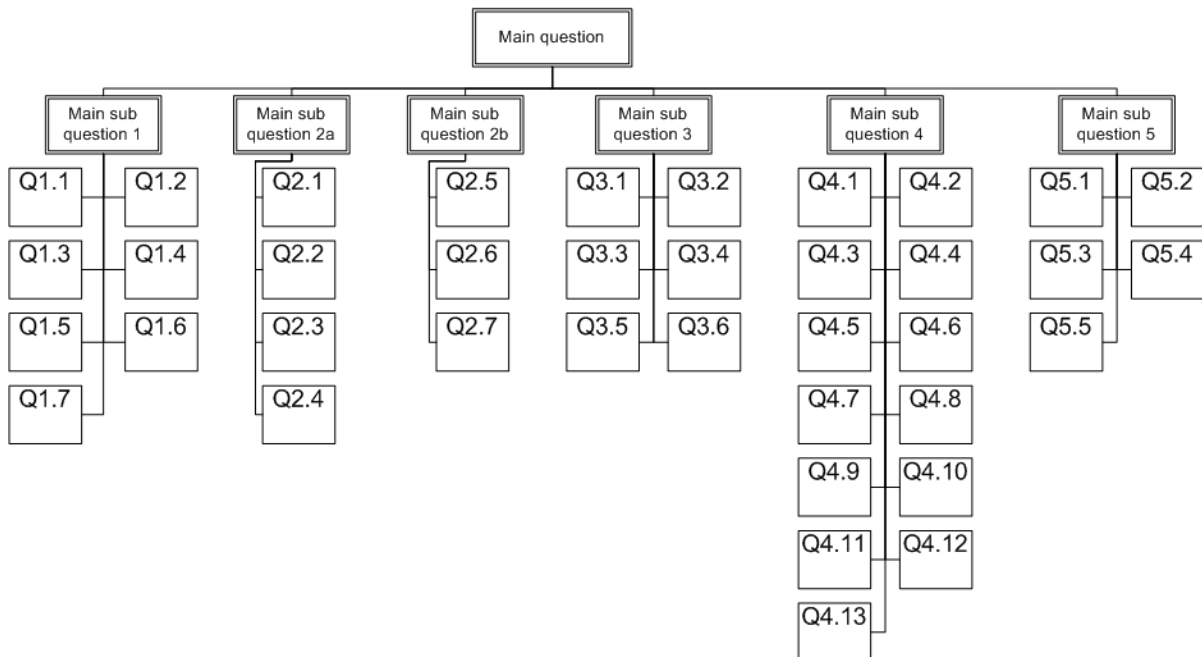 Main question
Main sub
question 1
Main sub
question 2a
Main sub
question 2b
Main sub
question 3
Main sub
question 4
Main sub
question 5
Q1.1
Q1.2
Q1.3
Q1.4
Q1.5
Q1.6
Q1.7
Q2.1
Q2.2
Q2.3
Q2.4
Q2.5
Q2.6
Q2.7
Q3.1
Q3.2
Q3.3
Q3.4
Q3.5
Q3.6
Q4.1
Q4.2
Q4.3
Q4.4
Q4.5
Q4.6
Q4.7
Q4.8
Q4.9
Q4.10
Q4.11
Q4.12
Q4.13
Q5.1
Q5.2
Q5.3
Q5.4
Q5.5